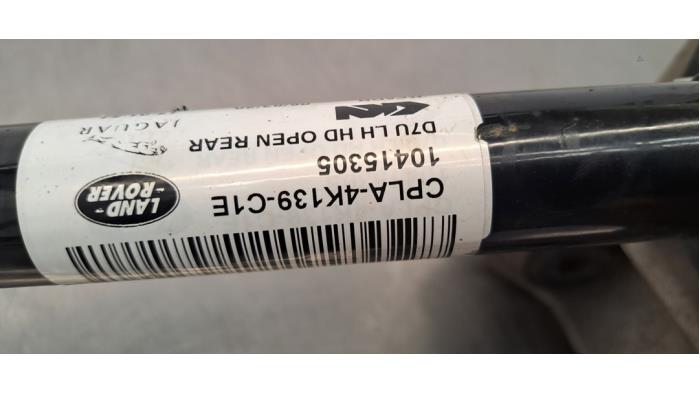 LAND-
ROVER
JAGUAR
D7U LH HD OPEN REAR
10415305
CPLA-4K139-C1E